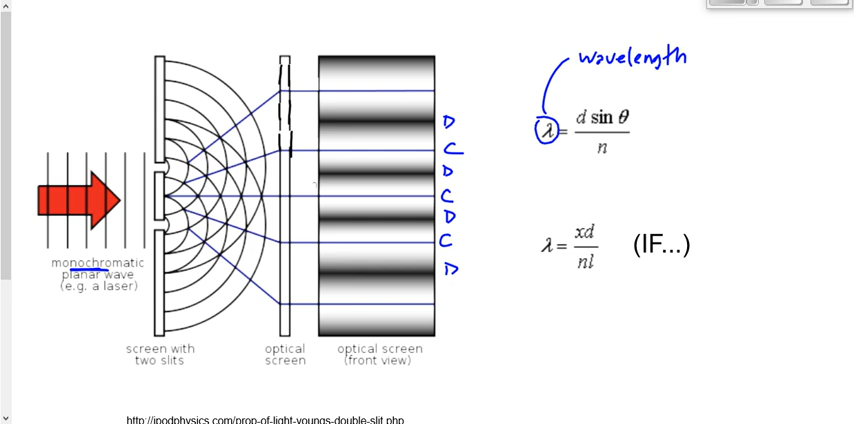 wavelength
λ = d sin θ / n
D
C
D
C
D
C
D
λ = xd / nl (IF...)
monochromatic
planar wave
(e.g. a laser)
screen with
two slits
optical
screen
optical screen
(front view)
http://ipodphysics.com/prop-of-light-youngs-double-slit.php